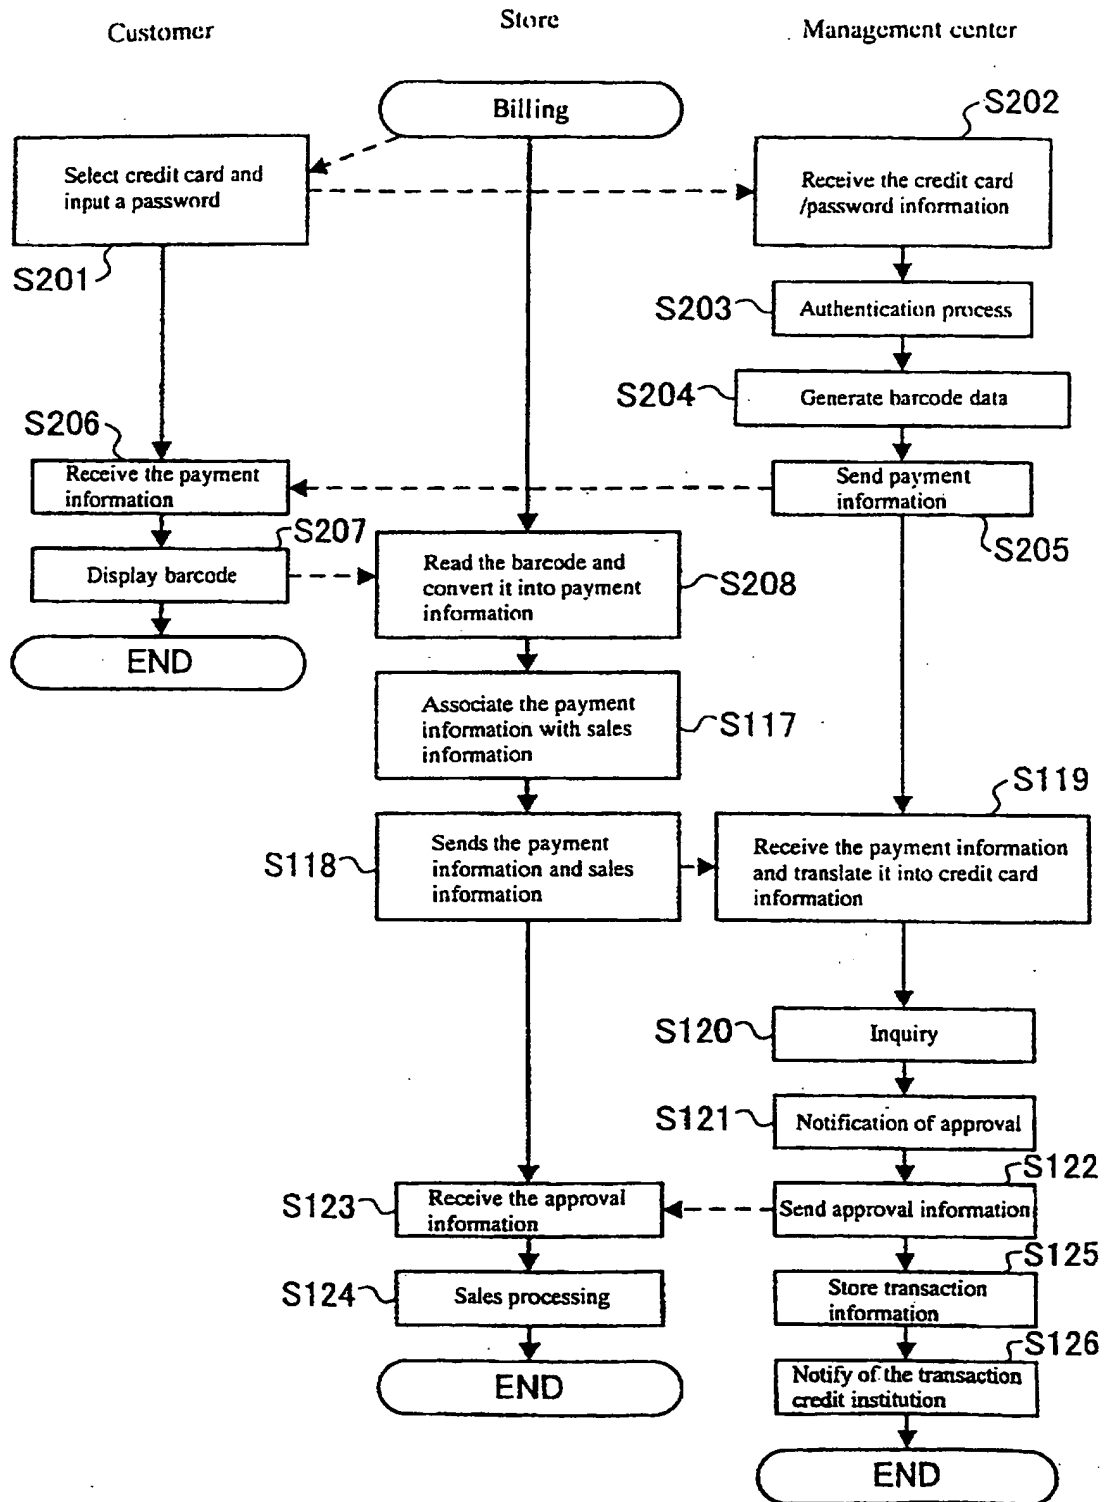 Customer
Store
Management center
Billing
S202
Select credit card and
input a password
Receive the credit card
/password information
S201
S203
Authentication process
S204
Generate barcode data
S206
Receive the payment
information
Send payment
information
S207
S205
Display barcode
Read the barcode and
convert it into payment
information
S208
END
Associate the payment
information with sales
information
S117
S119
S118
Sends the payment
information and sales
information
Receive the payment information
and translate it into credit card
information
S120
Inquiry
S121
Notification of approval
S122
S123
Receive the approval
information
Send approval information
S125
S124
Sales processing
Store transaction
information
S126
END
Notify of the transaction
credit institution
END